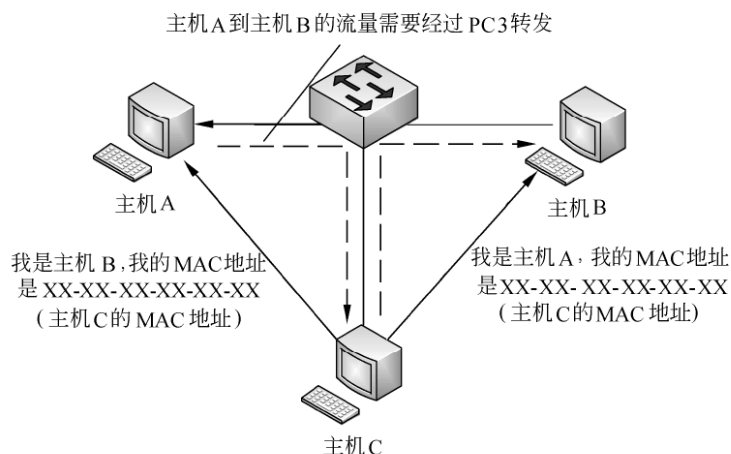 主机A到主机B的流量需要经过PC3转发
主机A
主机B
我是主机 B,我的MAC地址
是XX-XX-XX-XX-XX-XX
(主机C的MAC地址)
我是主机A,我的MAC地址
是XX-XX- XX-XX-XX-XX
(主机C的MAC地址)
主机C